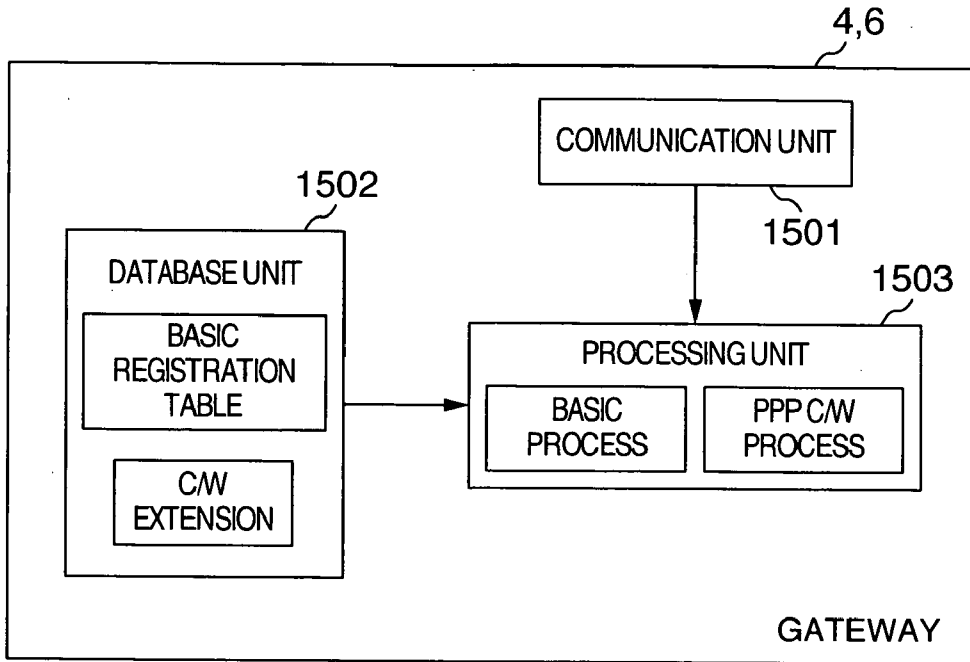 4,6
COMMUNICATION UNIT
1501
1502
DATABASE UNIT
BASIC
REGISTRATION
TABLE
C/W
EXTENSION
1503
PROCESSING UNIT
BASIC
PROCESS
PPP C/W
PROCESS
GATEWAY